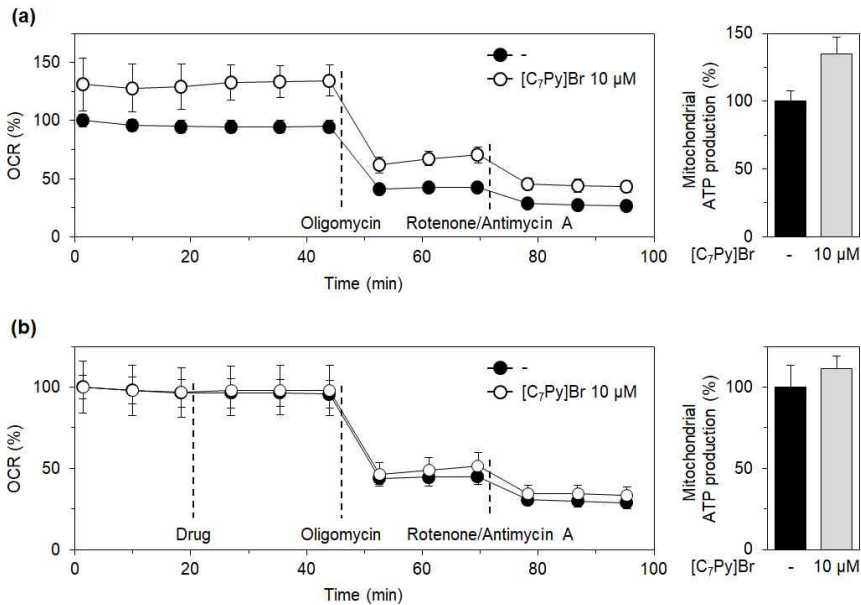 (a)
150
100
50
0
OCR (%)
-
[C₇Py]Br 10 μM
Oligomycin
Rotenone/Antimycin A
0
20
40
60
80
100
Time (min)
150
100
50
0
Mitochondrial
ATP production (%)
[C₇Py]Br
-
10 μM
(b)
100
50
0
OCR (%)
-
[C₇Py]Br 10 μM
Drug
Oligomycin
Rotenone/Antimycin A
0
20
40
60
80
100
Time (min)
100
50
0
Mitochondrial
ATP production (%)
[C₇Py]Br
-
10 μM